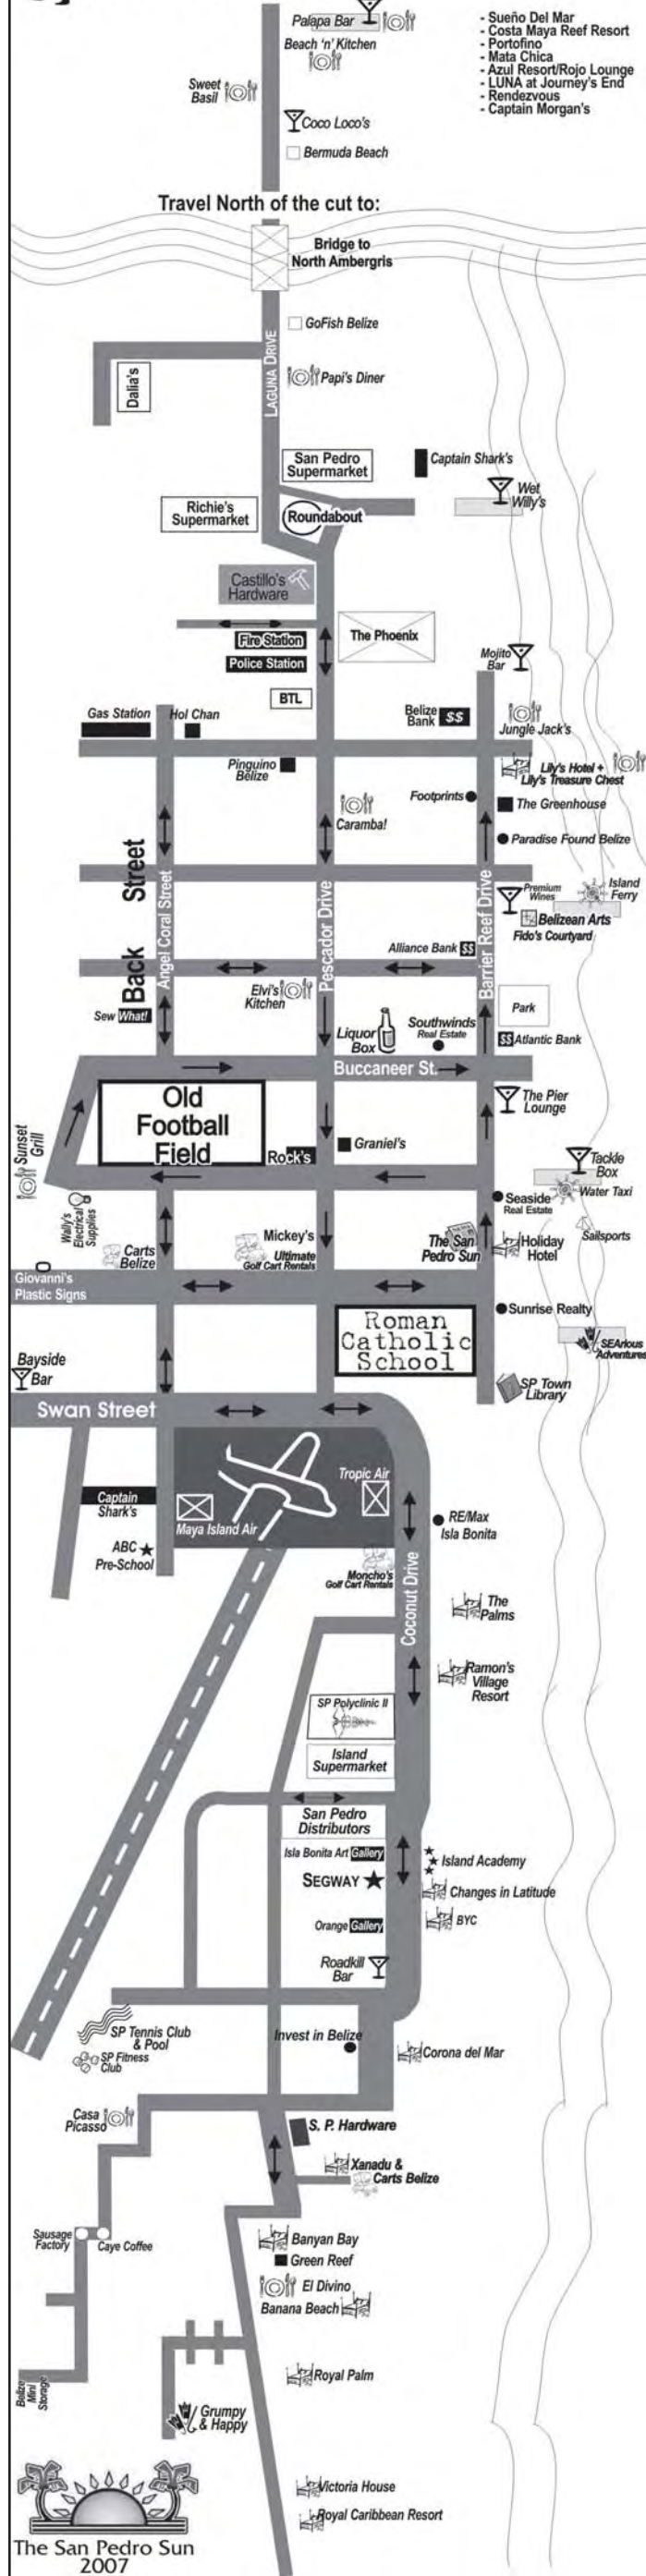 Palapa Bar
Beach 'n' Kitchen
- Sueño Del Mar
- Costa Maya Reef Resort
- Portofino
- Mata Chica
- Azul Resort/Rojo Lounge
- LUNA at Journey's End
- Rendezvous
- Captain Morgan's
Sweet
Basil
Coco Loco's
Bermuda Beach
Travel North of the cut to:
Bridge to
North Ambergris
GoFish Belize
LAGUNA DRIVE
Dalia's
Papi's Diner
San Pedro
Supermarket
Captain Shark's
Wet
Willy's
Richie's
Supermarket
Roundabout
Castillo's
Hardware
Fire Station
Police Station
The Phoenix
Mojito
Bar
BTL
Gas Station
Hol Chan
Belize
Bank $$
Jungle Jack's
Pinguino
Belize
Lily's Hotel +
Lily's Treasure Chest
Footprints
The Greenhouse
Caramba!
Paradise Found Belize
Back Street
Angel Coral Street
Pescador Drive
Barrier Reef Drive
Premium
Wines
Island
Ferry
Belizean Arts
Fido's Courtyard
Alliance Bank $$
Elvi's
Kitchen
Sew What!
Liquor
Box
Southwinds
Real Estate
Park
$$ Atlantic Bank
Buccaneer St.
Old
Football
Field
The Pier
Lounge
Sunset
Grill
Rock's
Graniel's
Tackle
Box
Water Taxi
Seaside
Real Estate
Wally's
Electrical
Supplies
Carts
Belize
Mickey's
Ultimate
Golf Cart Rentals
The San
Pedro Sun
Holiday
Hotel
Sailsports
Giovanni's
Plastic Signs
Roman
Catholic
School
Sunrise Realty
SEArious
Adventures
Bayside
Bar
SP Town
Library
Swan Street
Tropic Air
Maya Island Air
Captain
Shark's
RE/Max
Isla Bonita
ABC
Pre-School
Moncho's
Golf Cart Rentals
Coconut Drive
The
Palms
Ramon's
Village
Resort
SP Polyclinic II
Island
Supermarket
San Pedro
Distributors
Isla Bonita Art Gallery
Island Academy
SEGWAY
Changes in Latitude
Orange Gallery
BYC
Roadkill
Bar
SP Tennis Club
& Pool
SP Fitness
Club
Invest in Belize
Corona del Mar
Casa
Picasso
S. P. Hardware
Xanadu &
Carts Belize
Sausage
Factory
Caye Coffee
Banyan Bay
Green Reef
El Divino
Banana Beach
Belize
Mini
Storage
Royal Palm
Grumpy
& Happy
Victoria House
Royal Caribbean Resort
The San Pedro Sun
2007